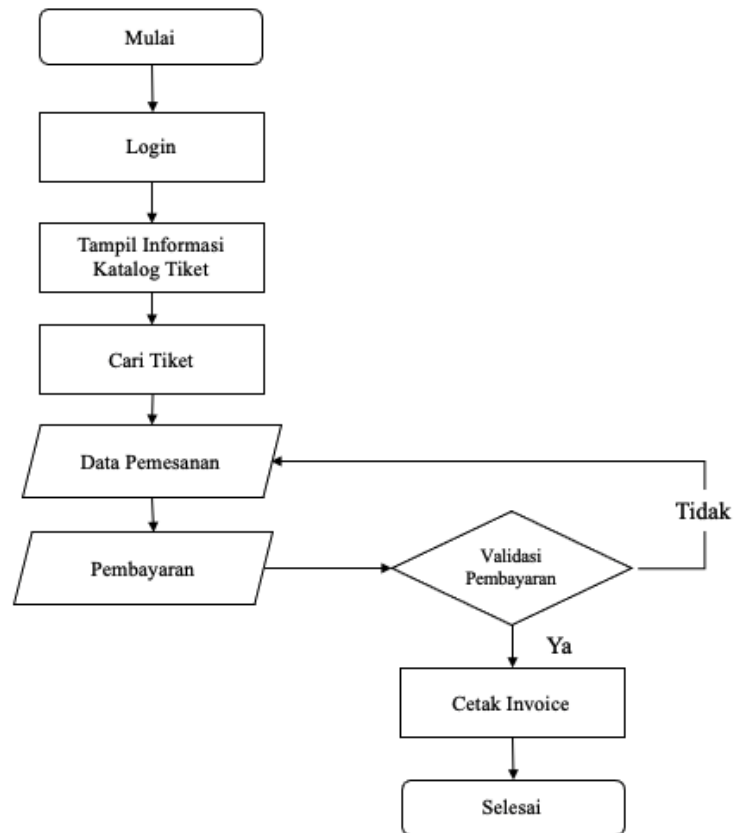 Mulai
Login
Tampil Informasi
Katalog Tiket
Cari Tiket
Data Pemesanan
Tidak
Pembayaran
Validasi
Pembayaran
Ya
Cetak Invoice
Selesai